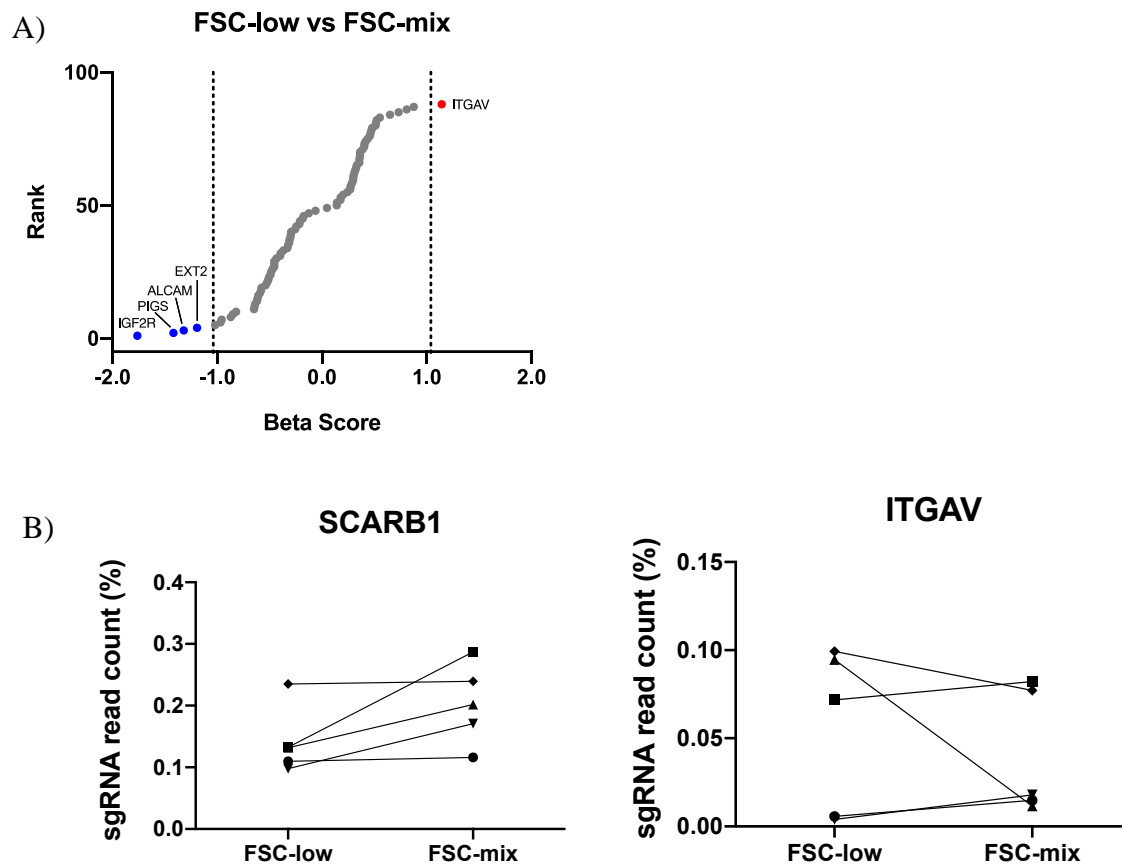 A)
FSC-low vs FSC-mix
100
ITGAV
Rank
50
EXT2
ALCAM
PIGS
IGF2R
0
-2.0 -1.0 0.0 1.0 2.0
Beta Score
B)
SCARB1
sgRNA read count (%)
0.4
0.3
0.2
0.1
0.0
FSC-low FSC-mix
ITGAV
sgRNA read count (%)
0.15
0.10
0.05
0.00
FSC-low FSC-mix